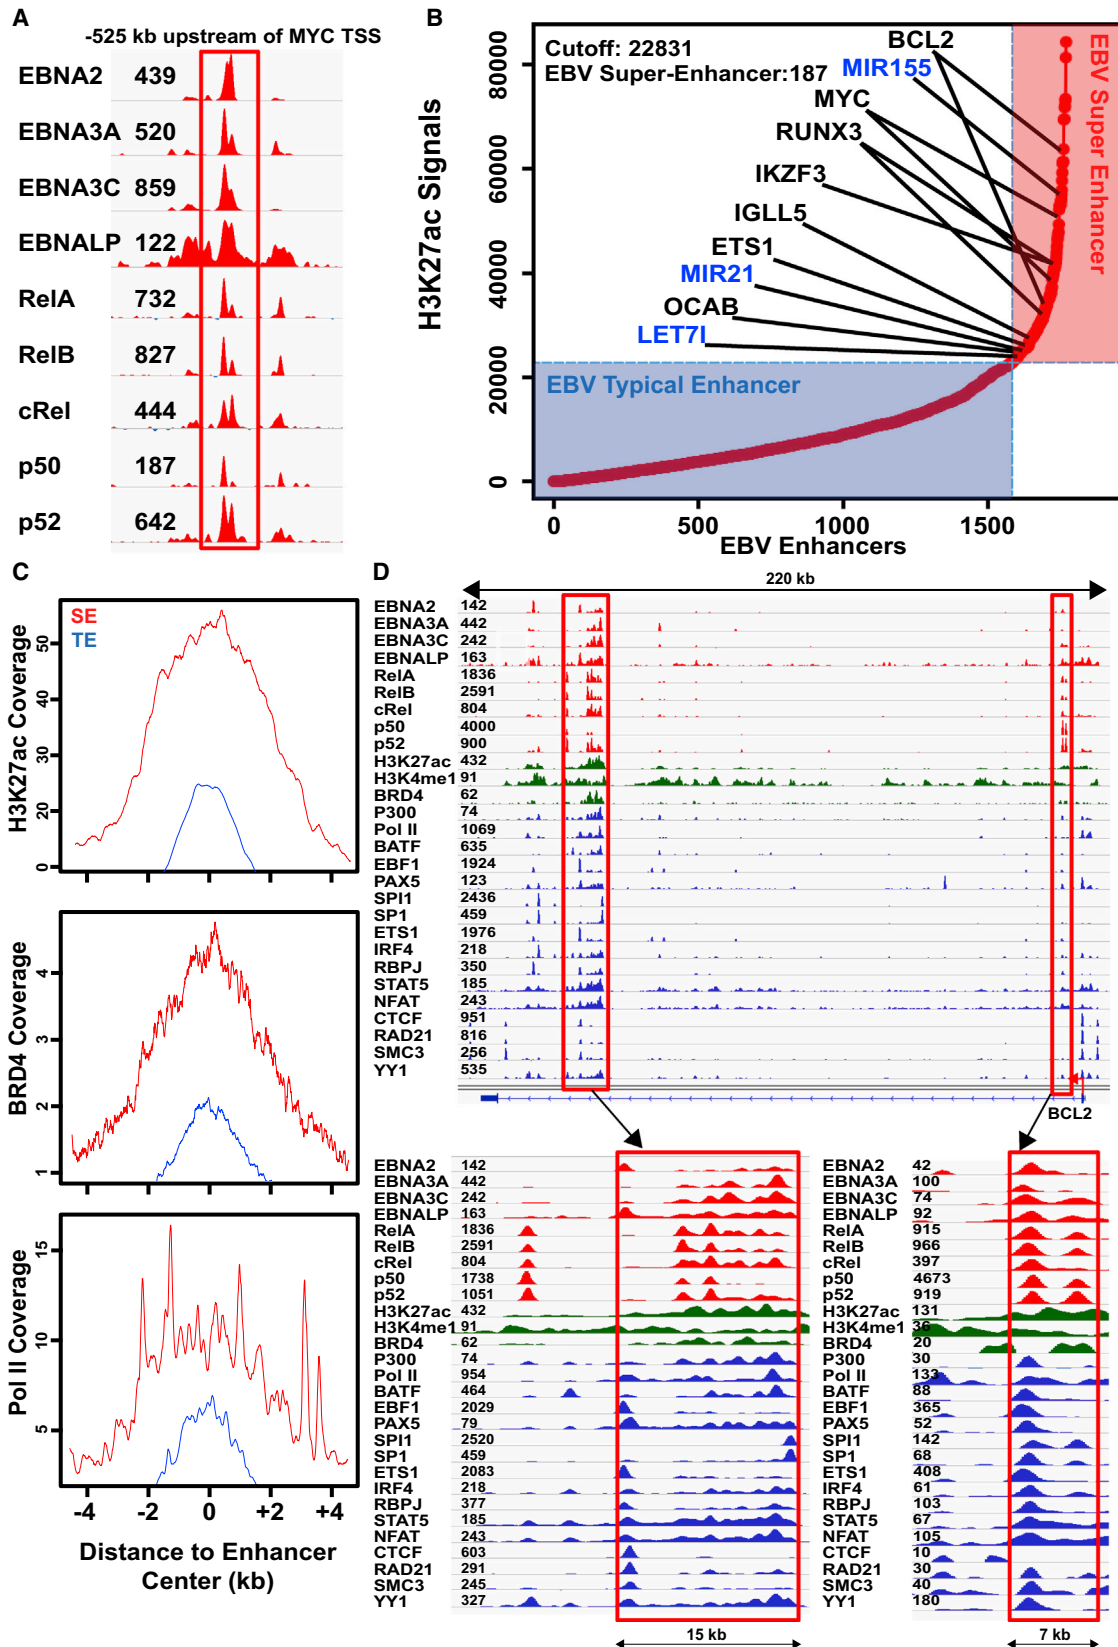 A
-525 kb upstream of MYC TSS
EBNA2 439
EBNA3A 520
EBNA3C 859
EBNALP 122
RelA 732
RelB 827
cRel 444
p50 187
p52 642
B
Cutoff: 22831
EBV Super-Enhancer:187
BCL2
MIR155
MYC
RUNX3
IKZF3
IGLL5
ETS1
MIR21
OCAB
LET7I
EBV Super Enhancer
EBV Typical Enhancer
H3K27ac Signals
80000
60000
40000
20000
0
0 500 1000 1500
EBV Enhancers
C
SE
TE
H3K27ac Coverage
50
40
30
20
0
BRD4 Coverage
4
3
2
1
Pol II Coverage
15
10
5
-4 -2 0 +2 +4
Distance to Enhancer
Center (kb)
D
220 kb
EBNA2 142
EBNA3A 442
EBNA3C 242
EBNALP 163
RelA 1836
RelB 2591
cRel 804
p50 4000
p52 900
H3K27ac 432
H3K4me1 91
BRD4 62
P300 74
Pol II 1069
BATF 635
EBF1 1924
PAX5 123
SPI1 2436
SP1 459
ETS1 1976
IRF4 218
RBPJ 350
STAT5 185
NFAT 243
CTCF 951
RAD21 816
SMC3 256
YY1 535
BCL2
EBNA2 142
EBNA3A 442
EBNA3C 242
EBNALP 163
RelA 1836
RelB 2591
cRel 804
p50 1738
p52 1051
H3K27ac 432
H3K4me1 91
BRD4 62
P300 74
Pol II 954
BATF 464
EBF1 2029
PAX5 79
SPI1 2520
SP1 459
ETS1 2083
IRF4 218
RBPJ 377
STAT5 185
NFAT 243
CTCF 603
RAD21 291
SMC3 245
YY1 327
15 kb
EBNA2 42
EBNA3A 100
EBNA3C 74
EBNALP 92
RelA 915
RelB 966
cRel 397
p50 4673
p52 919
H3K27ac 131
H3K4me1 36
BRD4 20
P300 30
Pol II 133
BATF 88
EBF1 365
PAX5 52
SPI1 142
SP1 68
ETS1 408
IRF4 61
RBPJ 103
STAT5 67
NFAT 105
CTCF 10
RAD21 30
SMC3 40
YY1 180
7 kb